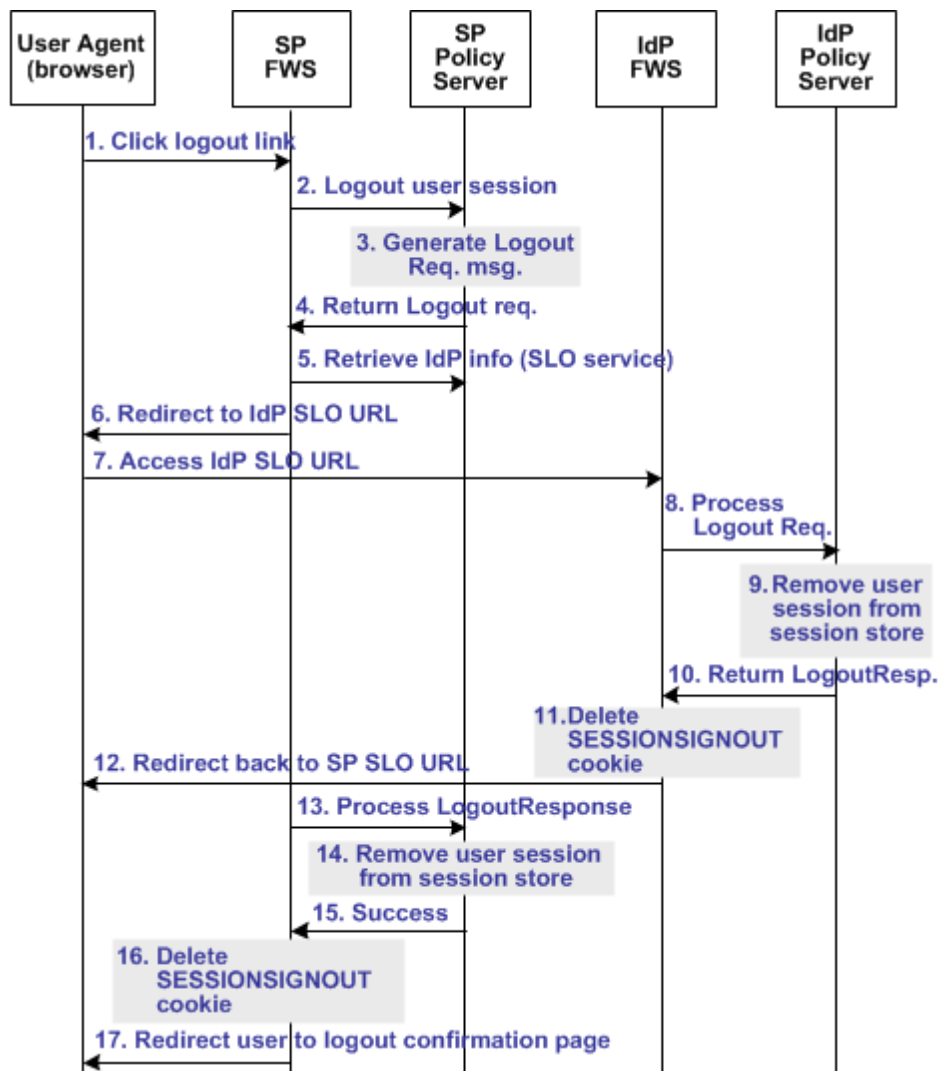 User Agent
(browser)
SP
FWS
SP
Policy
Server
IdP
FWS
IdP
Policy
Server
1. Click logout link
2. Logout user session
3. Generate Logout
Req. msg.
4. Return Logout req.
5. Retrieve IdP info (SLO service)
6. Redirect to IdP SLO URL
7. Access IdP SLO URL
8. Process
Logout Req.
9. Remove user
session from
session store
10. Return LogoutResp.
11. Delete
SESSIONSIGNOUT
cookie
12. Redirect back to SP SLO URL
13. Process LogoutResponse
14. Remove user session
from session store
15. Success
16. Delete
SESSIONSIGNOUT
cookie
17. Redirect user to logout confirmation page